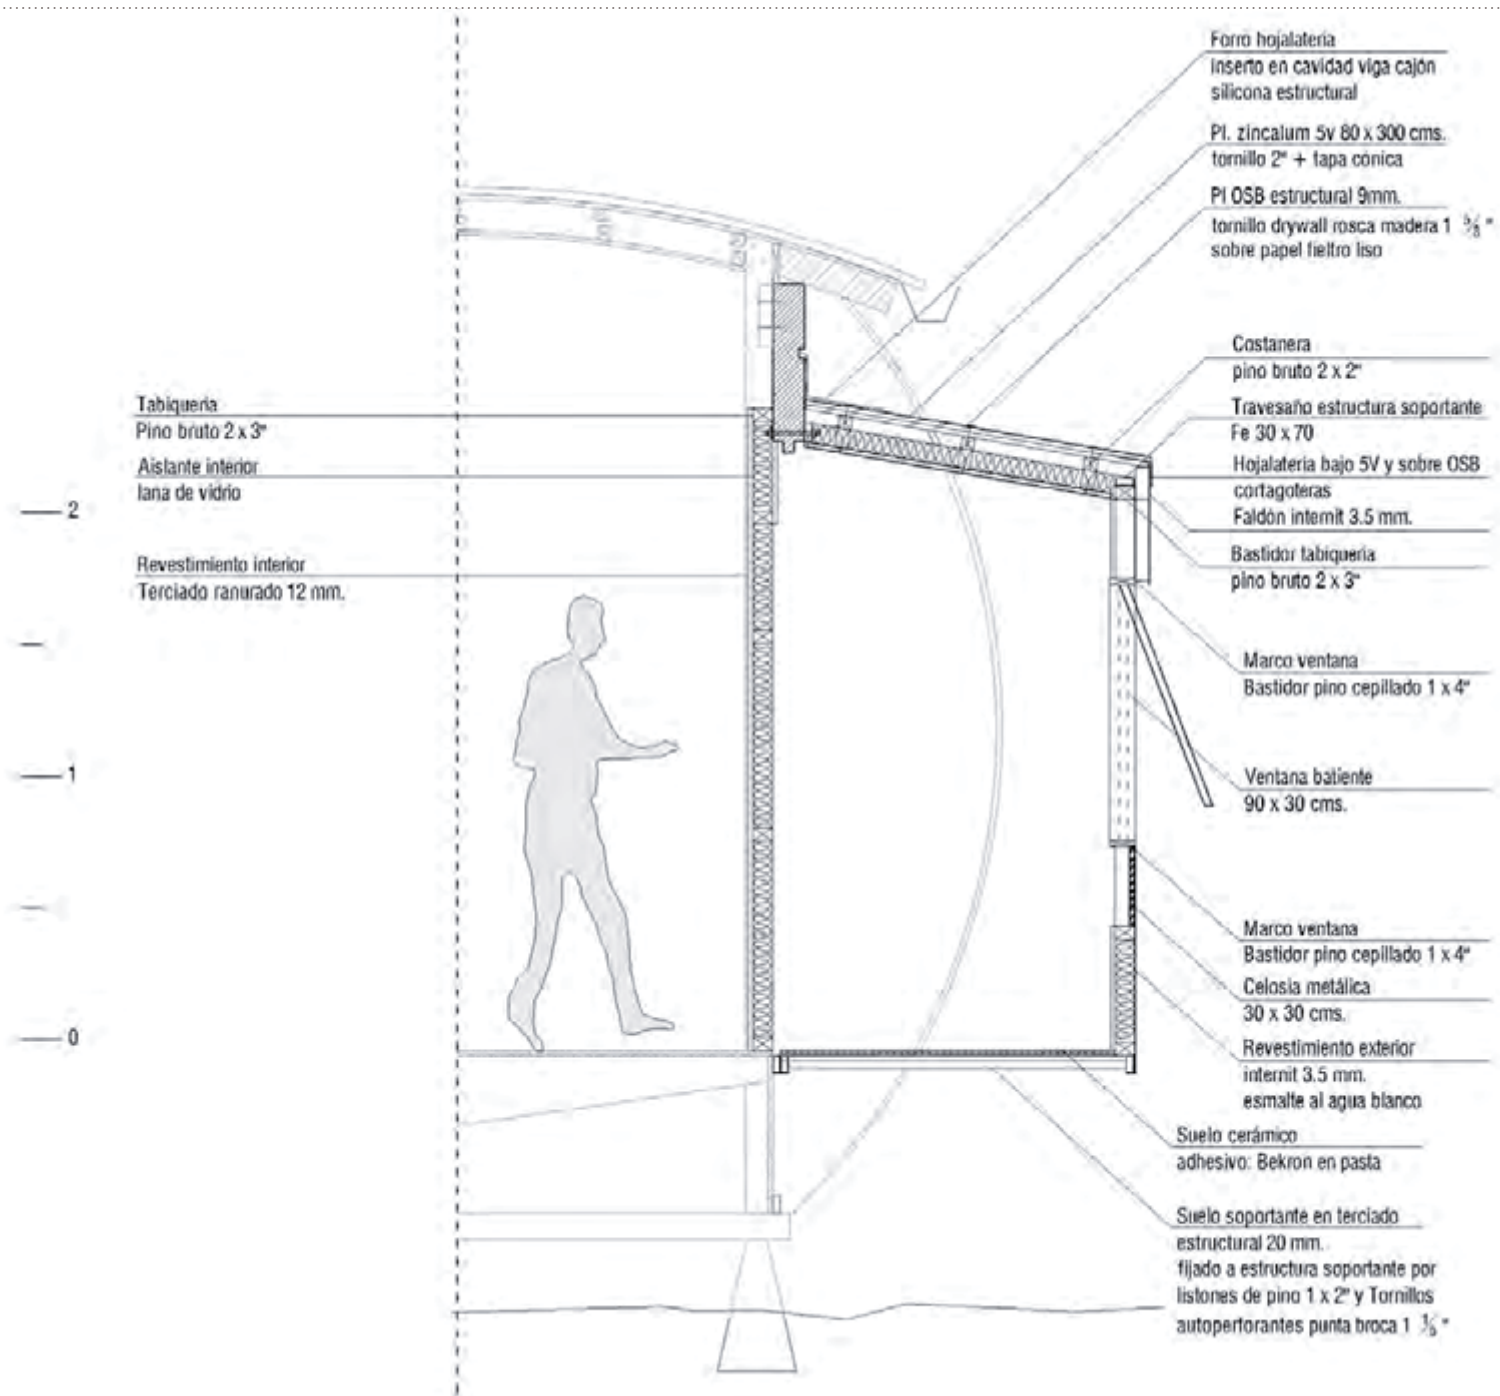 Forro hojalateria
inserto en cavidad viga cajón
silicona estructural
Pl. zincalum 5v 80 x 300 cms.
tornillo 2" + tapa cónica
Pl OSB estructural 9mm.
tornillo drywall rosca madera 1 5/8 "
sobre papel fieltro liso
Costanera
pino bruto 2 x 2"
Travesaño estructura soportante
Fe 30 x 70
Hojalateria bajo 5V y sobre OSB
cortagoteras
Faldón internit 3.5 mm.
Bastidor tabiqueria
pino bruto 2 x 3"
Marco ventana
Bastidor pino cepillado 1 x 4"
Ventana batiente
90 x 30 cms.
Marco ventana
Bastidor pino cepillado 1 x 4"
Celosia metálica
30 x 30 cms.
Revestimiento exterior
internit 3.5 mm.
esmalte al agua blanco
Suelo cerámico
adhesivo: Bekron en pasta
Suelo soportante en terciado
estructural 20 mm.
fijado a estructura soportante por
listones de pino 1 x 2" y Tornillos
autoperforantes punta broca 1 "
Tabiqueria
Pino bruto 2 x 3"
Aislante interior
lana de vidrio
Revestimiento interior
Terciado ranurado 12 mm.
2
1
0